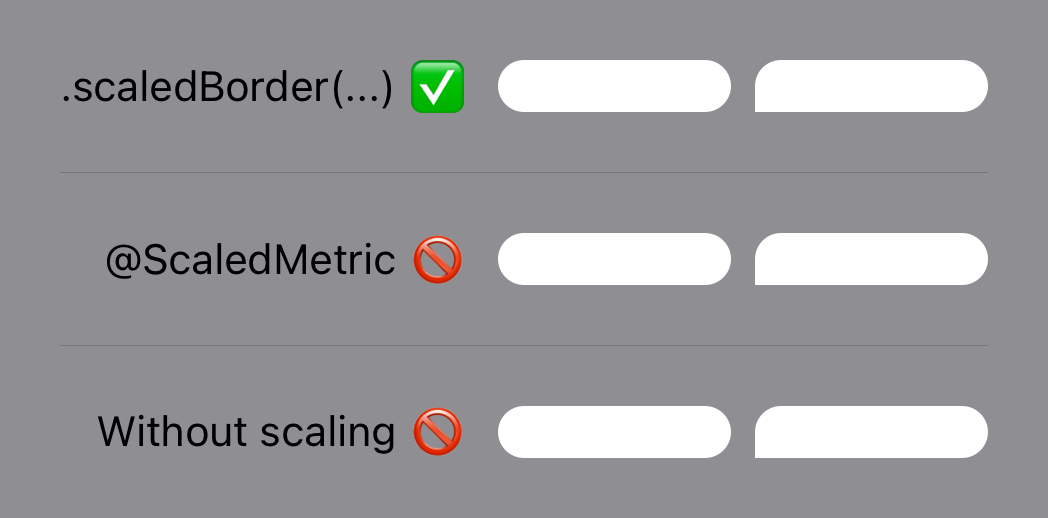 .scaledBorder(...) ✅
@ScaledMetric 🚫
Without scaling 🚫